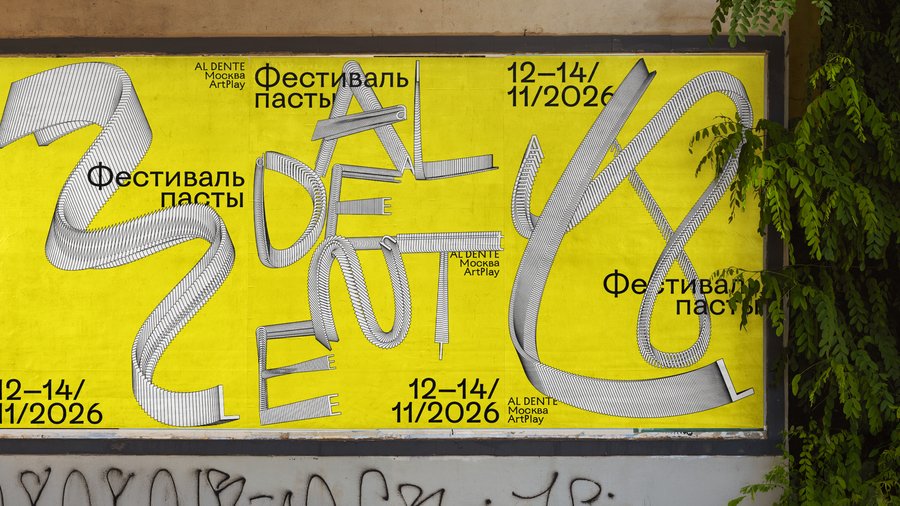 AL DENTE
Москва
ArtPlay
Фестиваль
пасты
12–14/
11/2026
Фестиваль
пасты
12–14/
11/2026
AL
DE
NT
E
AL DENTE
Москва
ArtPlay
12–14/
11/2026
Фестиваль
пасты
AL DENTE
Москва
ArtPlay